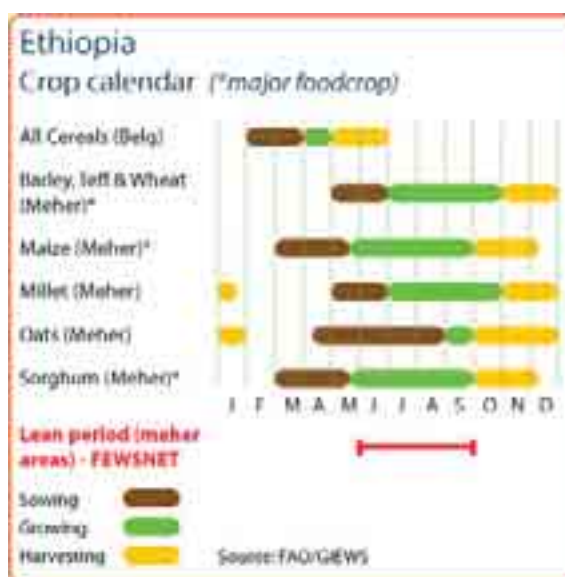 Ethiopia
Crop calendar (*major foodcrop)
All Cereals (Belg)
Barley, Teff & Wheat
(Meher)*
Maize (Meher)*
Millet (Meher)
Oats (Meher)
Sorghum (Meher)*
J F M A M J J A S O N D
Lean period (meher
areas) - FEWSNET
Sowing
Growing
Harvesting
Source: FAO/GIEWS